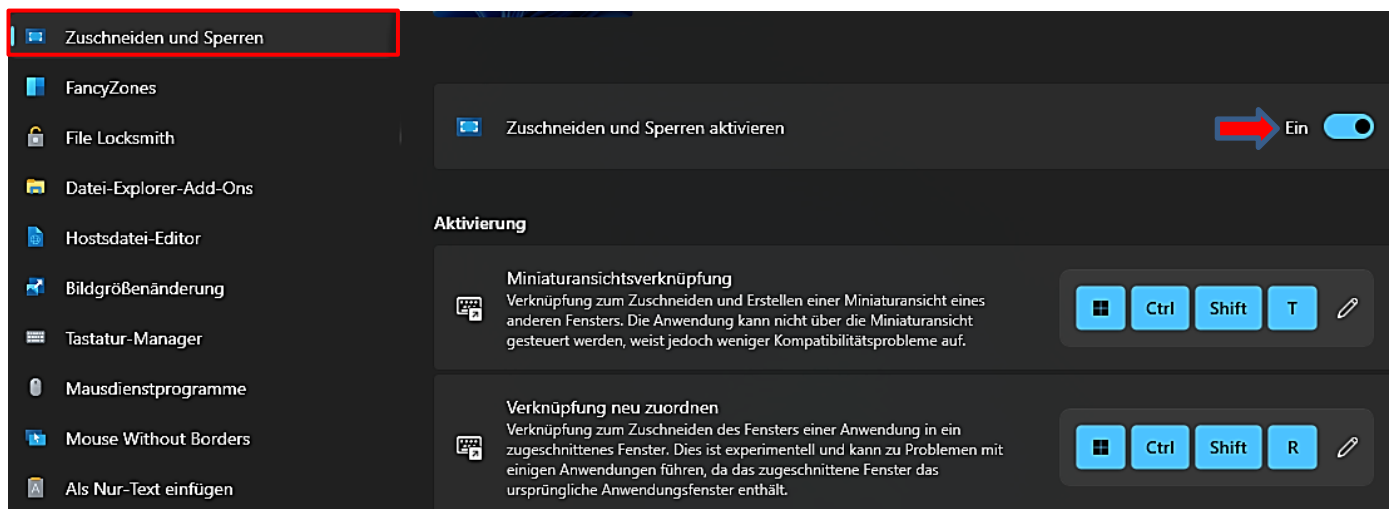 Zuschneiden und Sperren
FancyZones
File Locksmith
Datei-Explorer-Add-Ons
Hostsdatei-Editor
Bildgrößenänderung
Tastatur-Manager
Mausdienstprogramme
Mouse Without Borders
Als Nur-Text einfügen
Zuschneiden und Sperren aktivieren
Ein
Aktivierung
Miniaturansichtsverknüpfung
Verknüpfung zum Zuschneiden und Erstellen einer Miniaturansicht eines
anderen Fensters. Die Anwendung kann nicht über die Miniaturansicht
gesteuert werden, weist jedoch weniger Kompatibilitätsprobleme auf.
Ctrl Shift T
Verknüpfung neu zuordnen
Verknüpfung zum Zuschneiden des Fensters einer Anwendung in ein
zugeschnittenes Fenster. Dies ist experimentell und kann zu Problemen mit
einigen Anwendungen führen, da das zugeschnittene Fenster das
ursprüngliche Anwendungsfenster enthält.
Ctrl Shift R